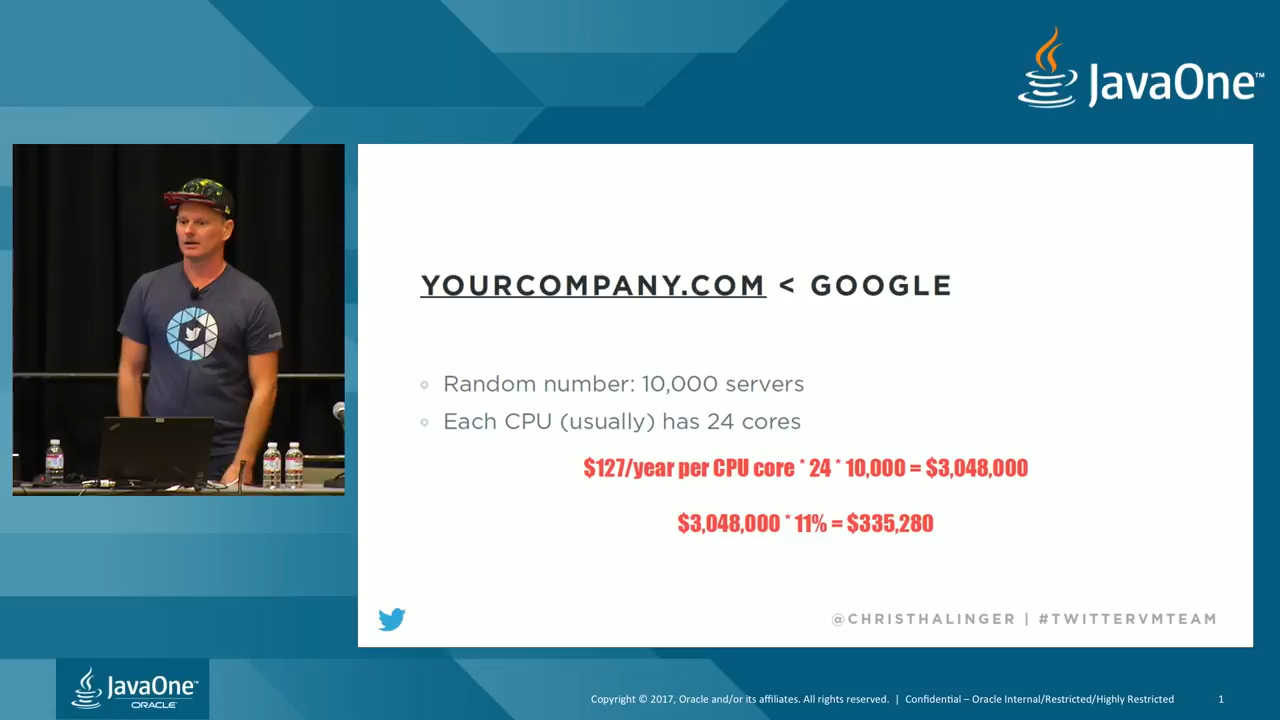 JavaOne™
YOURCOMPANY.COM < GOOGLE
Random number: 10,000 servers
Each CPU (usually) has 24 cores
$127/year per CPU core * 24 * 10,000 = $3,048,000
$3,048,000 * 11% = $335,280
@CHRISTHALINGER | #TWITTERVMTEAM
JavaOne™
ORACLE
Copyright © 2017, Oracle and/or its affiliates. All rights reserved. | Confidential – Oracle Internal/Restricted/Highly Restricted 1